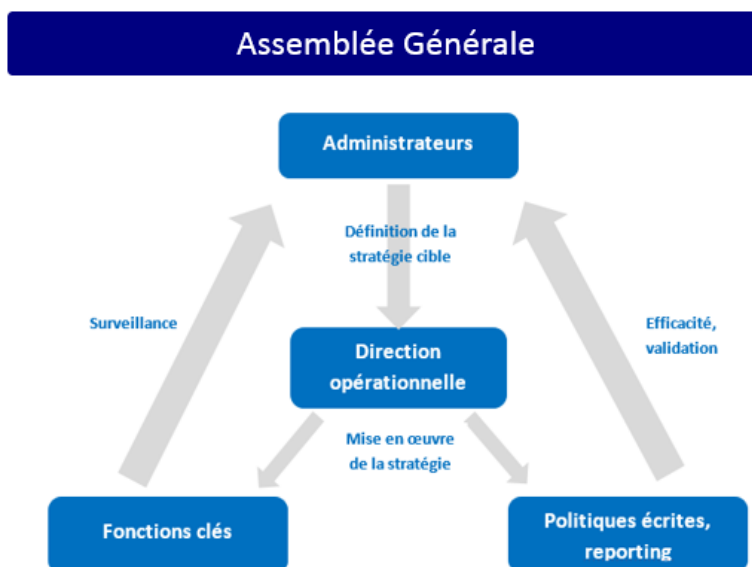 Assemblée Générale
Administrateurs
Définition de la
stratégie cible
Surveillance
Efficacité,
validation
Direction
opérationnelle
Mise en œuvre
de la stratégie
Fonctions clés
Politiques écrites,
reporting